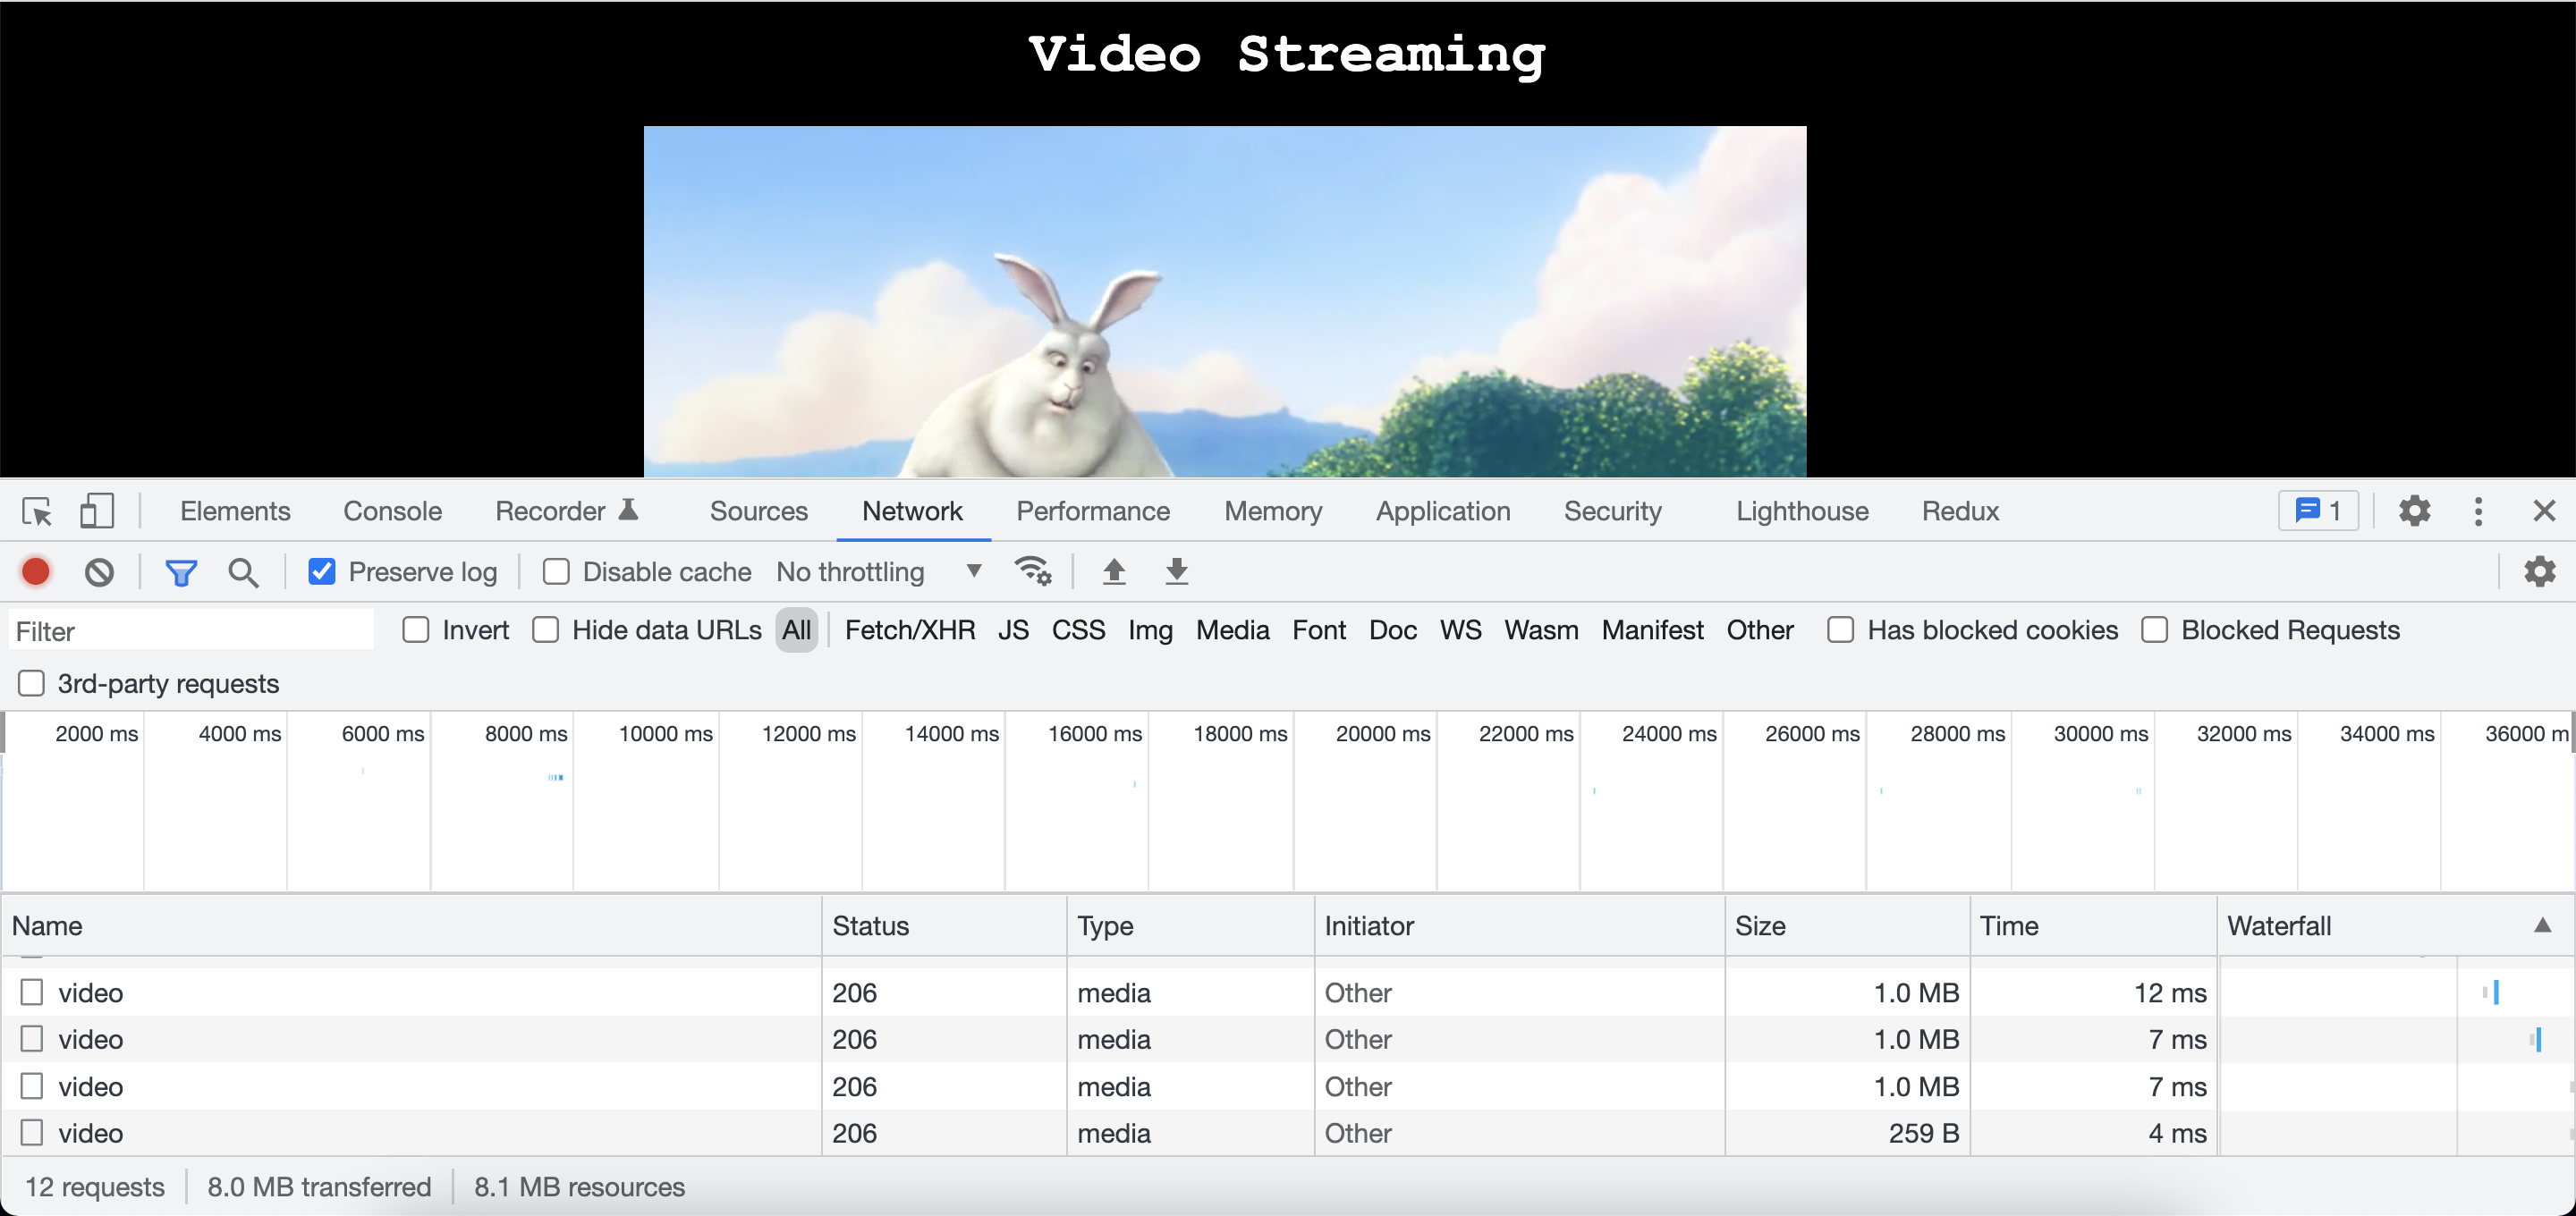 Video Streaming
Elements Console Recorder Sources Network Performance Memory Application Security Lighthouse Redux 1
Preserve log Disable cache No throttling
Filter Invert Hide data URLs All Fetch/XHR JS CSS Img Media Font Doc WS Wasm Manifest Other Has blocked cookies Blocked Requests
3rd-party requests
2000 ms 4000 ms 6000 ms 8000 ms 10000 ms 12000 ms 14000 ms 16000 ms 18000 ms 20000 ms 22000 ms 24000 ms 26000 ms 28000 ms 30000 ms 32000 ms 34000 ms 36000 m
Name Status Type Initiator Size Time Waterfall
video 206 media Other 1.0 MB 12 ms
video 206 media Other 1.0 MB 7 ms
video 206 media Other 1.0 MB 7 ms
video 206 media Other 259 B 4 ms
12 requests 8.0 MB transferred 8.1 MB resources